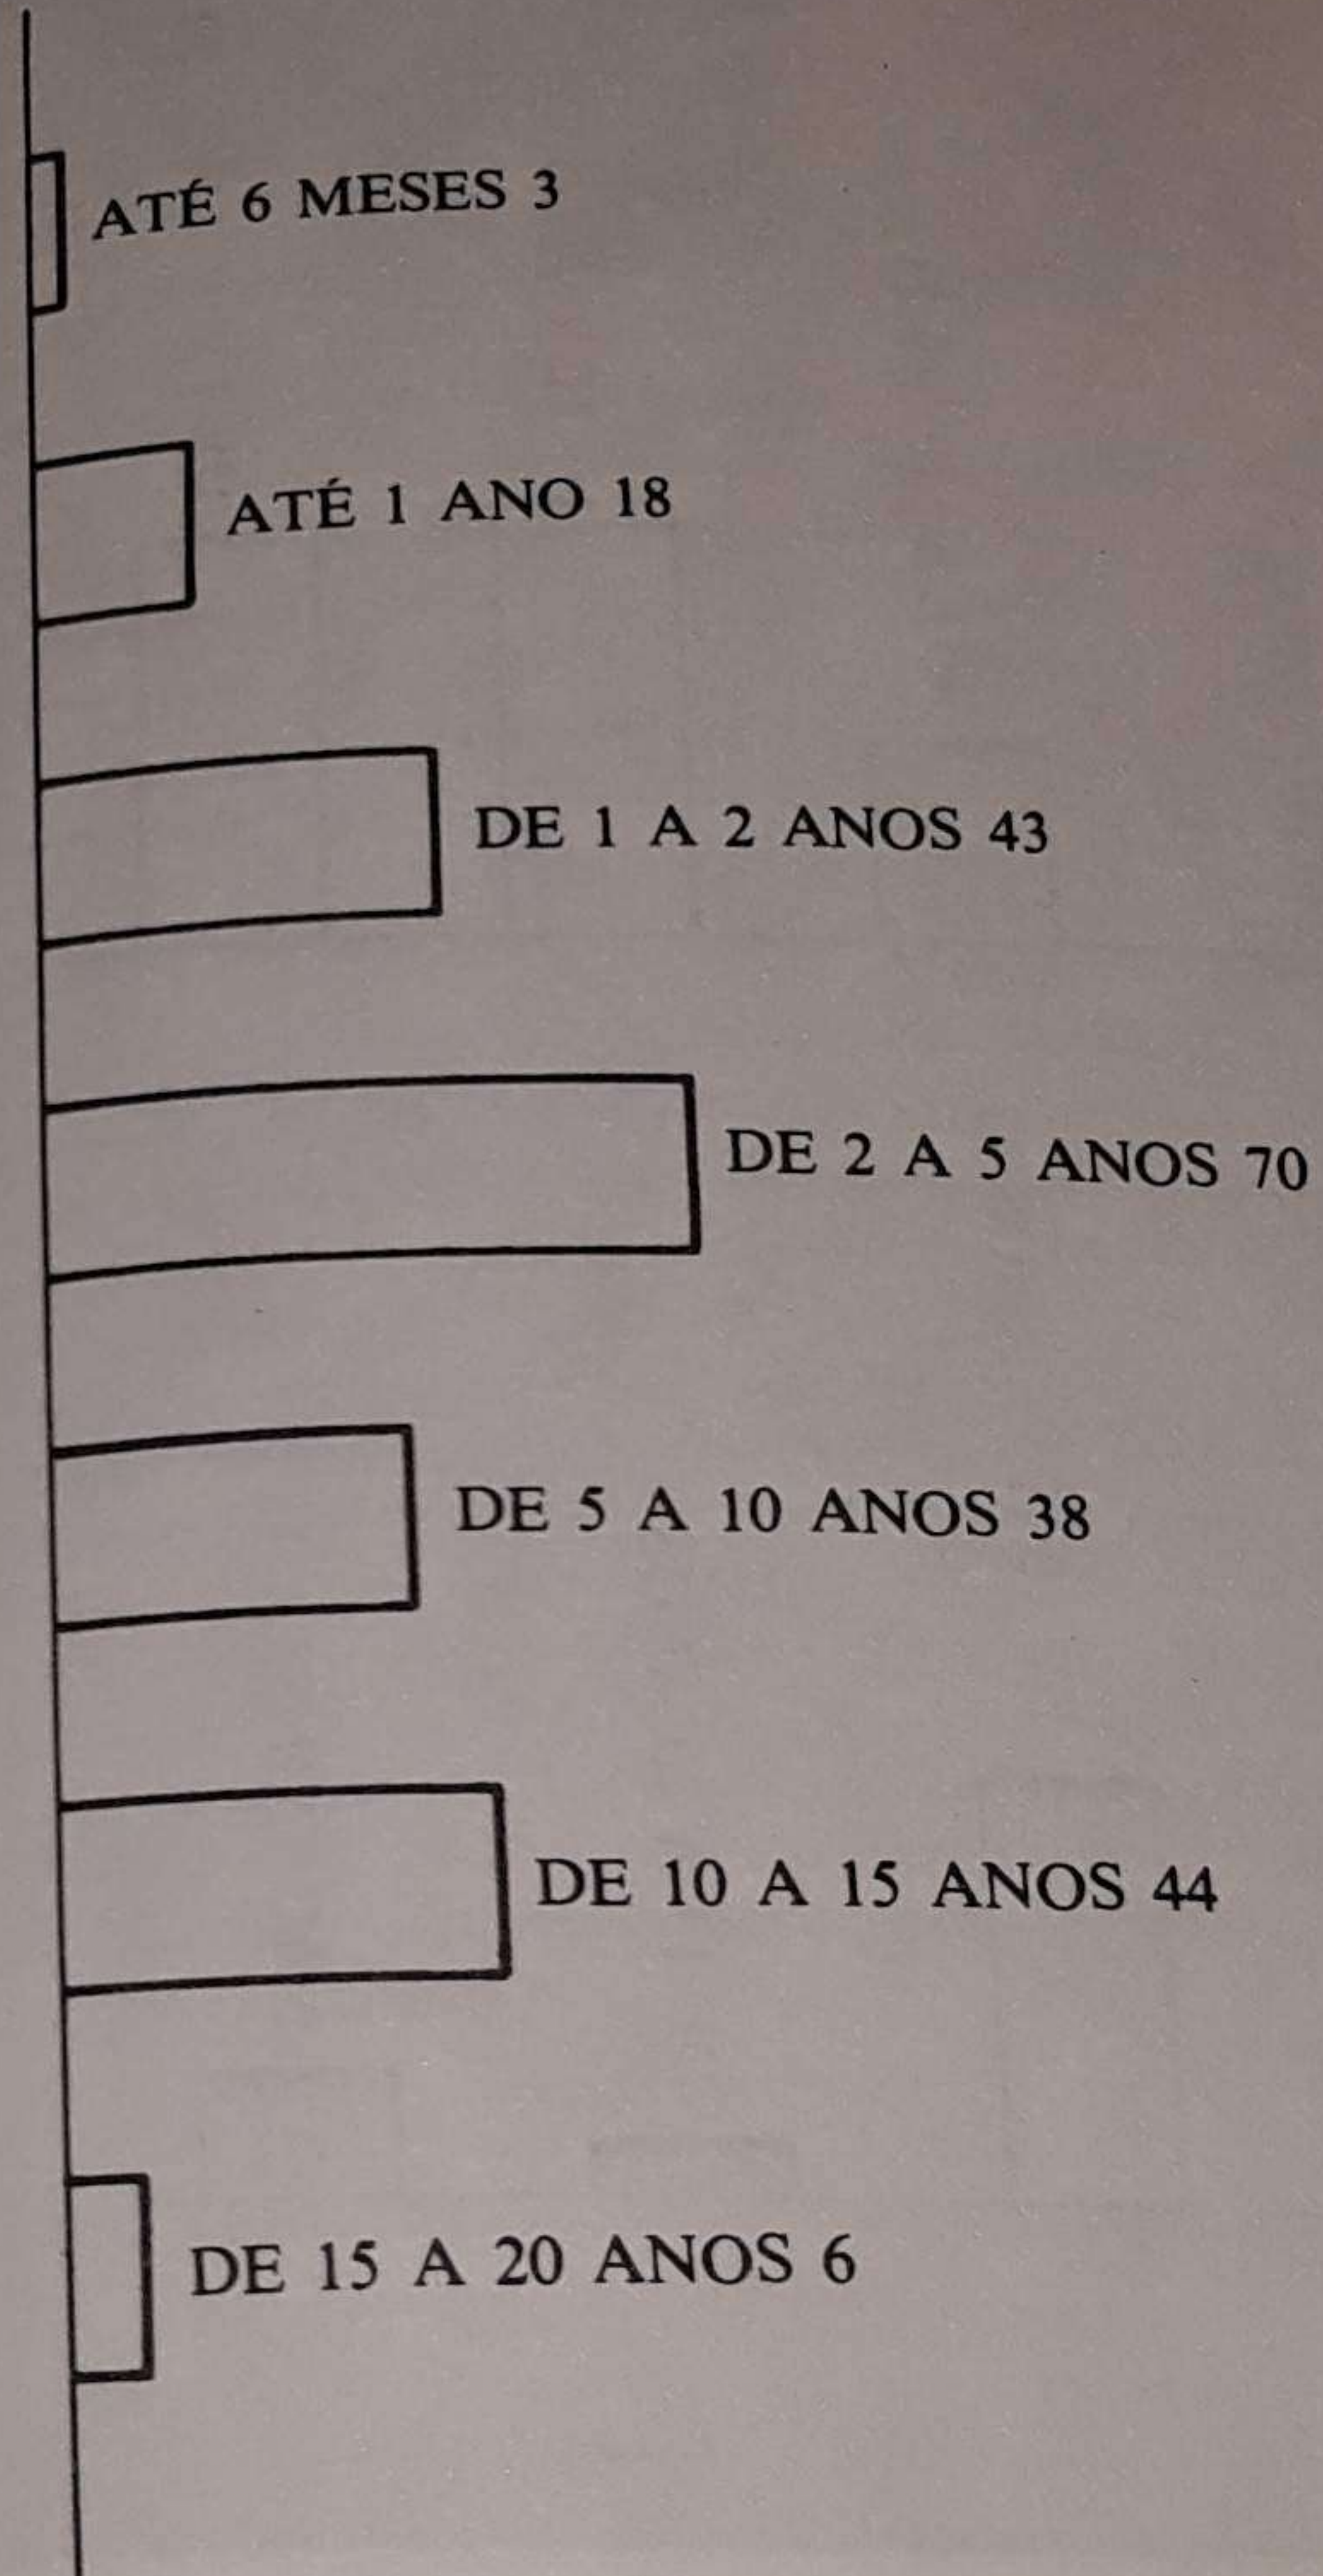 ATÉ 6 MESES 3
ATÉ 1 ANO 18
DE 1 A 2 ANOS 43
DE 2 A 5 ANOS 70
DE 5 A 10 ANOS 38
DE 10 A 15 ANOS 44
DE 15 A 20 ANOS 6